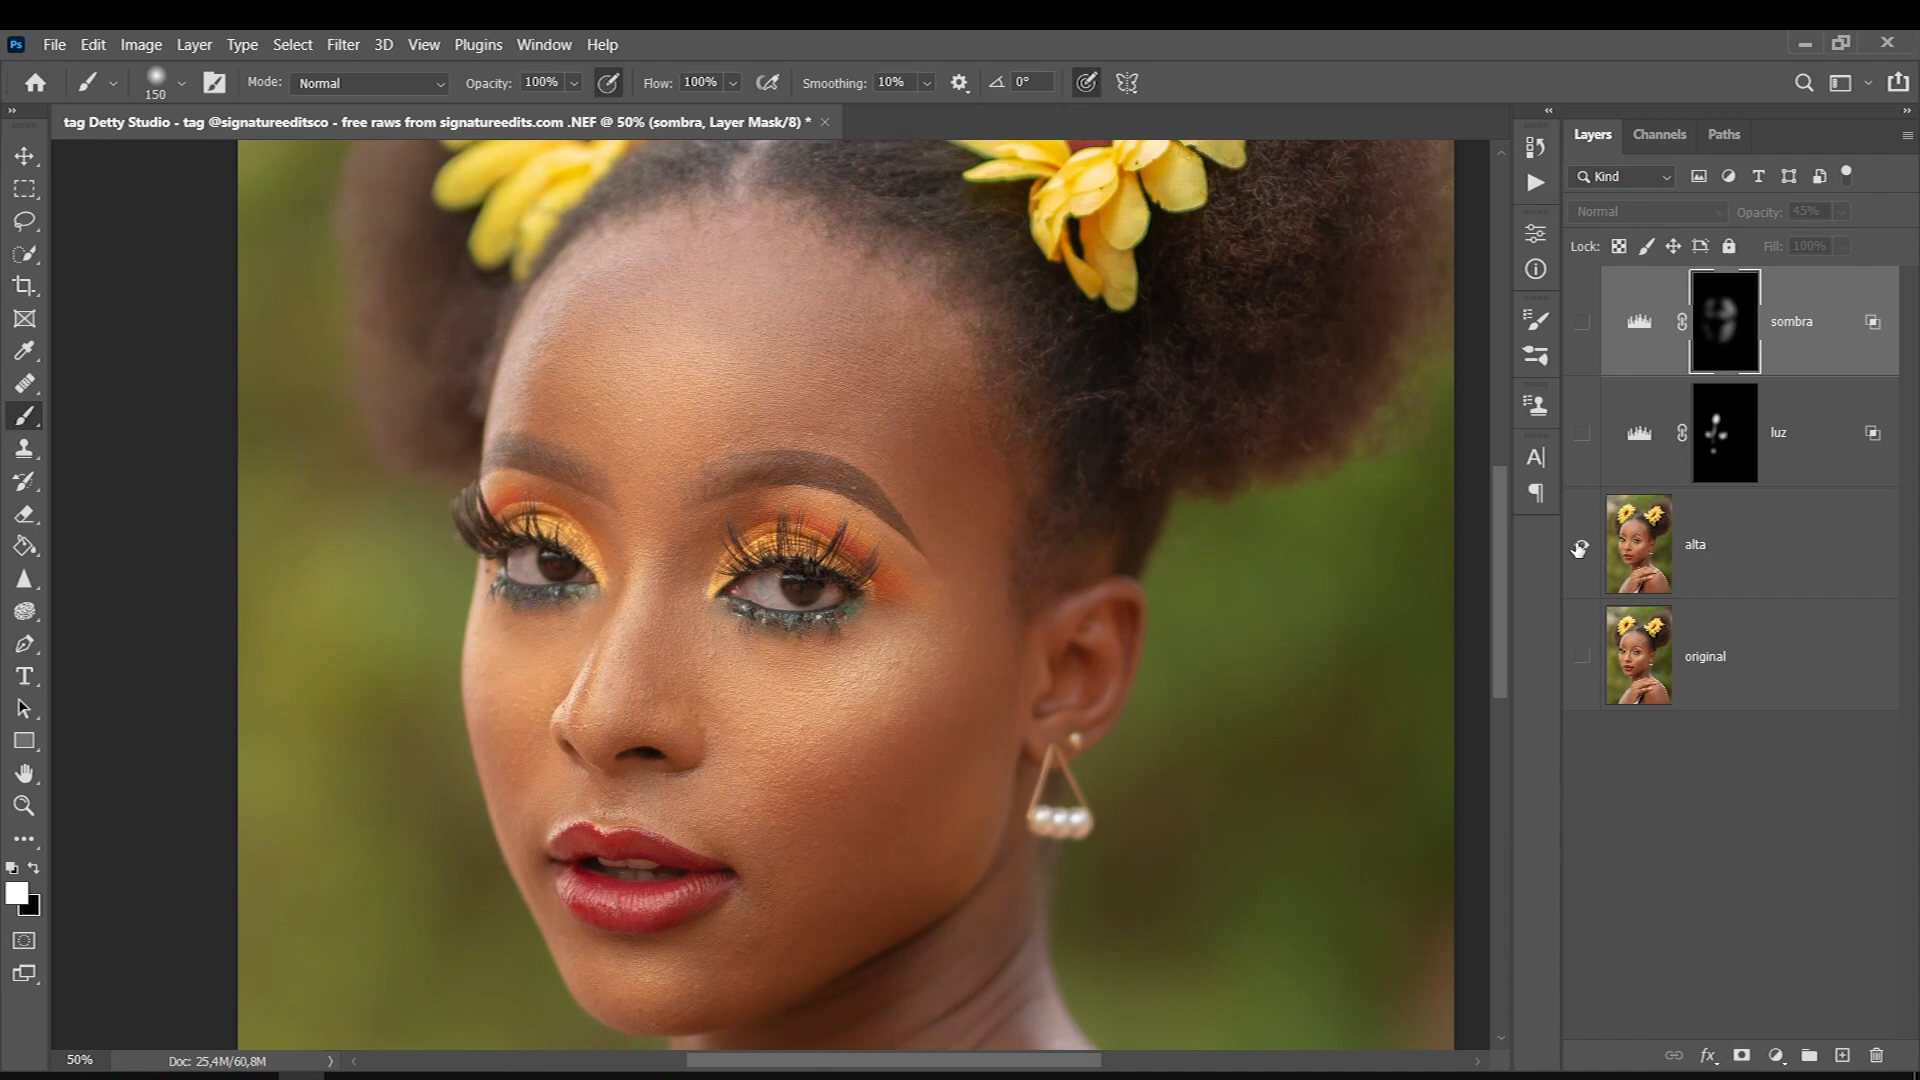 Ps File Edit Image Layer Type Select Filter 3D View Plugins Window Help
150 Mode: Normal Opacity: 100% Flow: 100% Smoothing: 10% 0°
tag Detty Studio - tag @signatureeditsco - free raws from signatureedits.com .NEF @ 50% (sombra, Layer Mask/8) *
Layers Channels Paths
Kind
Normal Opacity: 45%
Lock: Fill: 100%
sombra
luz
alta
original
50% Doc: 25,4M/60,8M